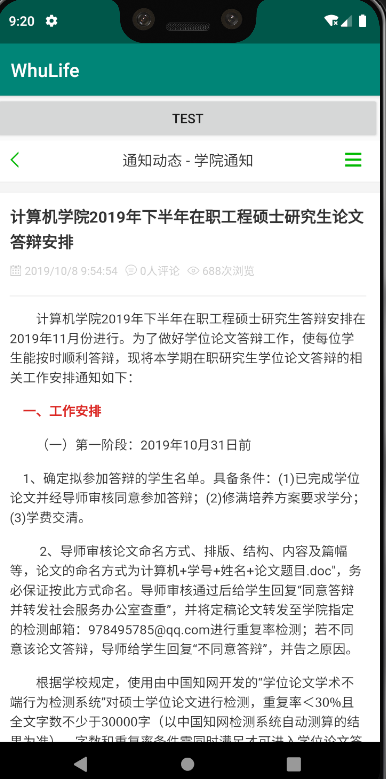 9:20
WhuLife
TEST
通知动态 - 学院通知
计算机学院2019年下半年在职工程硕士研究生论文
答辩安排
2019/10/8 9:54:54 0人评论 688次浏览
计算机学院2019年下半年在职工程硕士研究生答辩安排在
2019年11月份进行。为了做好学位论文答辩工作，使每位学
生能按时顺利答辩，现将本学期在职研究生学位论文答辩的相
关工作安排通知如下：
一、工作安排
（一）第一阶段：2019年10月31日前
1、确定拟参加答辩的学生名单。具备条件：(1)已完成学位
论文并经导师审核同意参加答辩；(2)修满培养方案要求学分；
(3)学费交清。
2、导师审核论文命名方式、排版、结构、内容及篇幅
等，论文的命名方式为计算机+学号+姓名+论文题目.doc"，务
必保证按此方式命名。导师审核通过后给学生回复“同意答辩
并转发社会服务办公室查重”，并将定稿论文转发至学院指定
的检测邮箱：978495785@qq.com进行重复率检测；若不同
意该论文答辩，导师给学生回复“不同意答辩”，并告之原因。
根据学校规定，使用由中国知网开发的“学位论文学术不
端行为检测系统”对硕士学位论文进行检测，重复率＜30%且
全文字数不少于30000字（以中国知网检测系统自动测算的结
果为准），字数和重复率条件需同时满足才可进入学位论文答